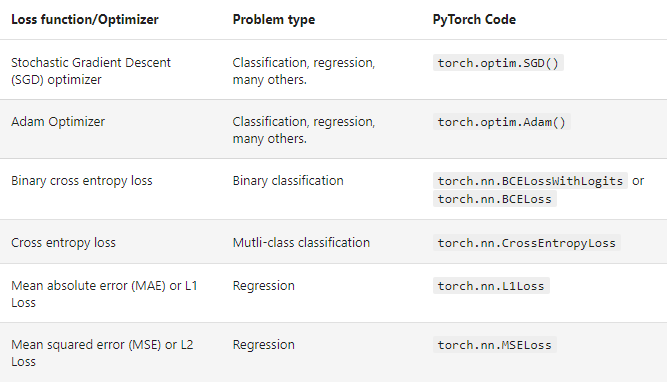 Loss function/Optimizer Problem type PyTorch Code
Stochastic Gradient Descent Classification, regression, torch.optim.SGD()
(SGD) optimizer many others.
Adam Optimizer Classification, regression, torch.optim.Adam()
many others.
Binary cross entropy loss Binary classification torch.nn.BCELossWithLogits or
torch.nn.BCELoss
Cross entropy loss Mutli-class classification torch.nn.CrossEntropyLoss
Mean absolute error (MAE) or L1 Regression torch.nn.L1Loss
Loss
Mean squared error (MSE) or L2 Regression torch.nn.MSELoss
Loss